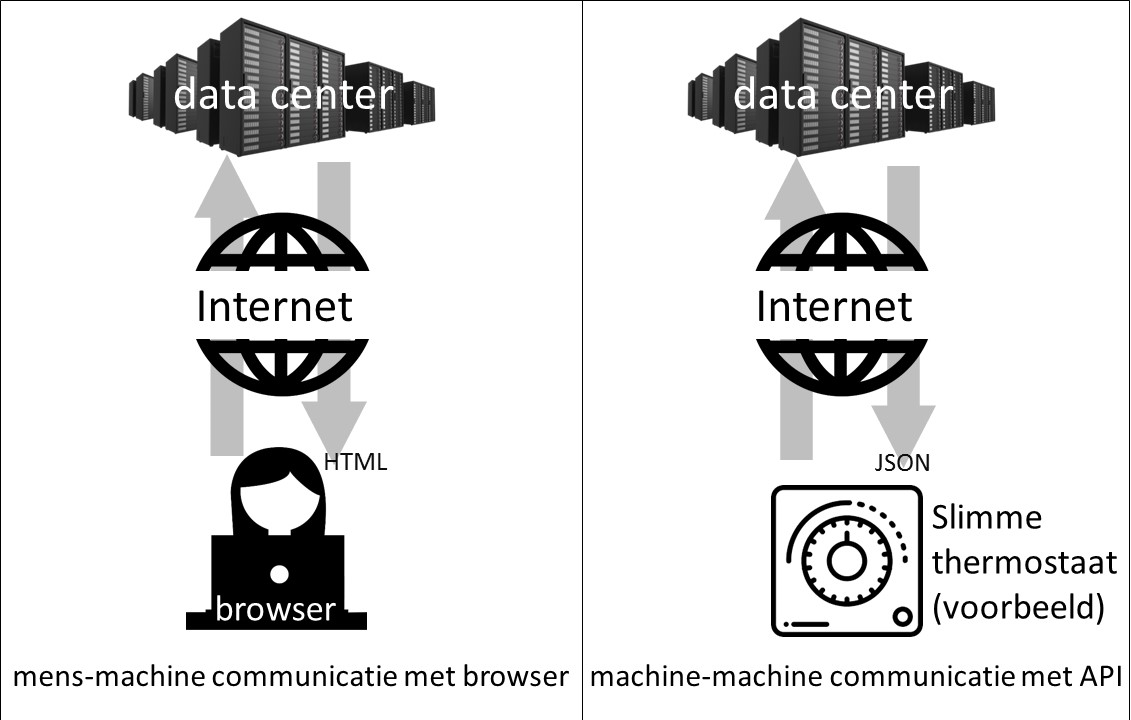 data center
Internet
HTML
browser
mens-machine communicatie met browser
data center
Internet
JSON
Slimme
thermostaat
(voorbeeld)
machine-machine communicatie met API